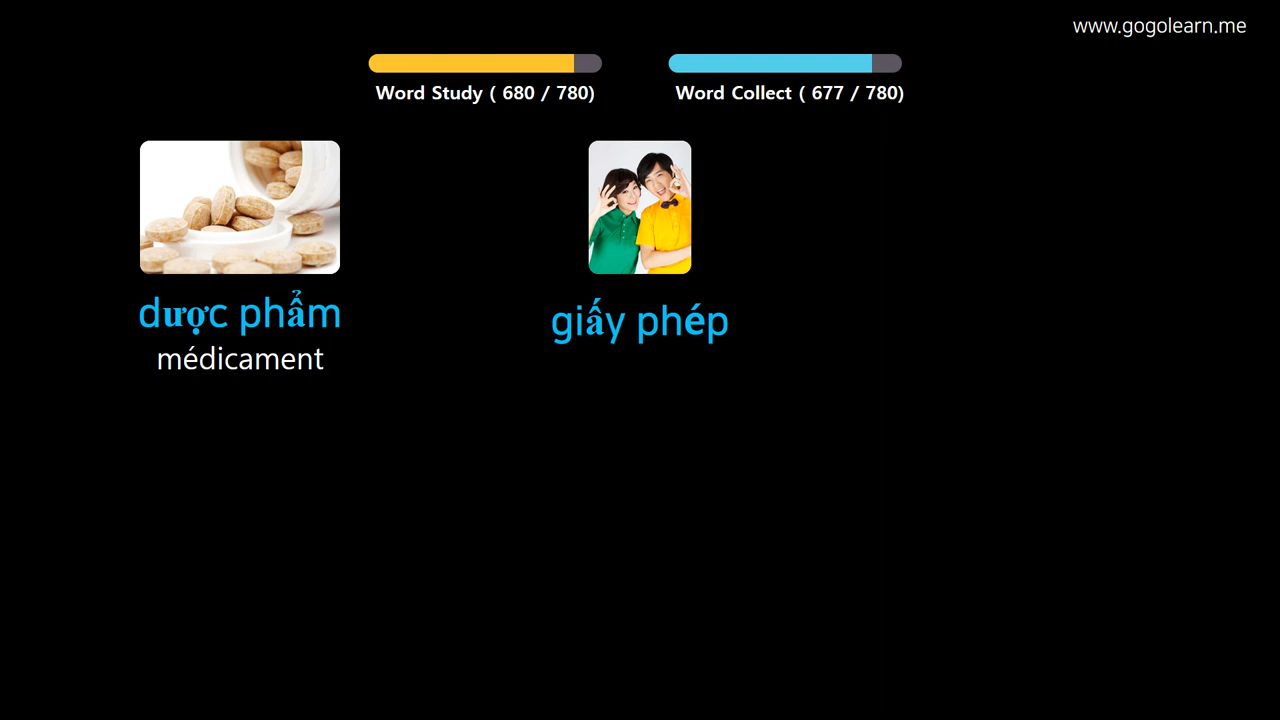 www.gogolearn.me
Word Study ( 680 / 780)
Word Collect ( 677 / 780)
dược phẩm
médicament
giấy phép